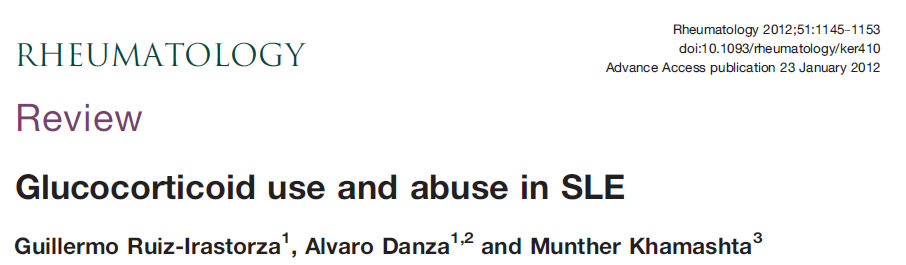 Rheumatology 2012;51:1145–1153
doi:10.1093/rheumatology/ker410
Advance Access publication 23 January 2012
RHEUMATOLOGY
Review
Glucocorticoid use and abuse in SLE
Guillermo Ruiz-Irastorza1, Alvaro Danza1,2 and Munther Khamashta3